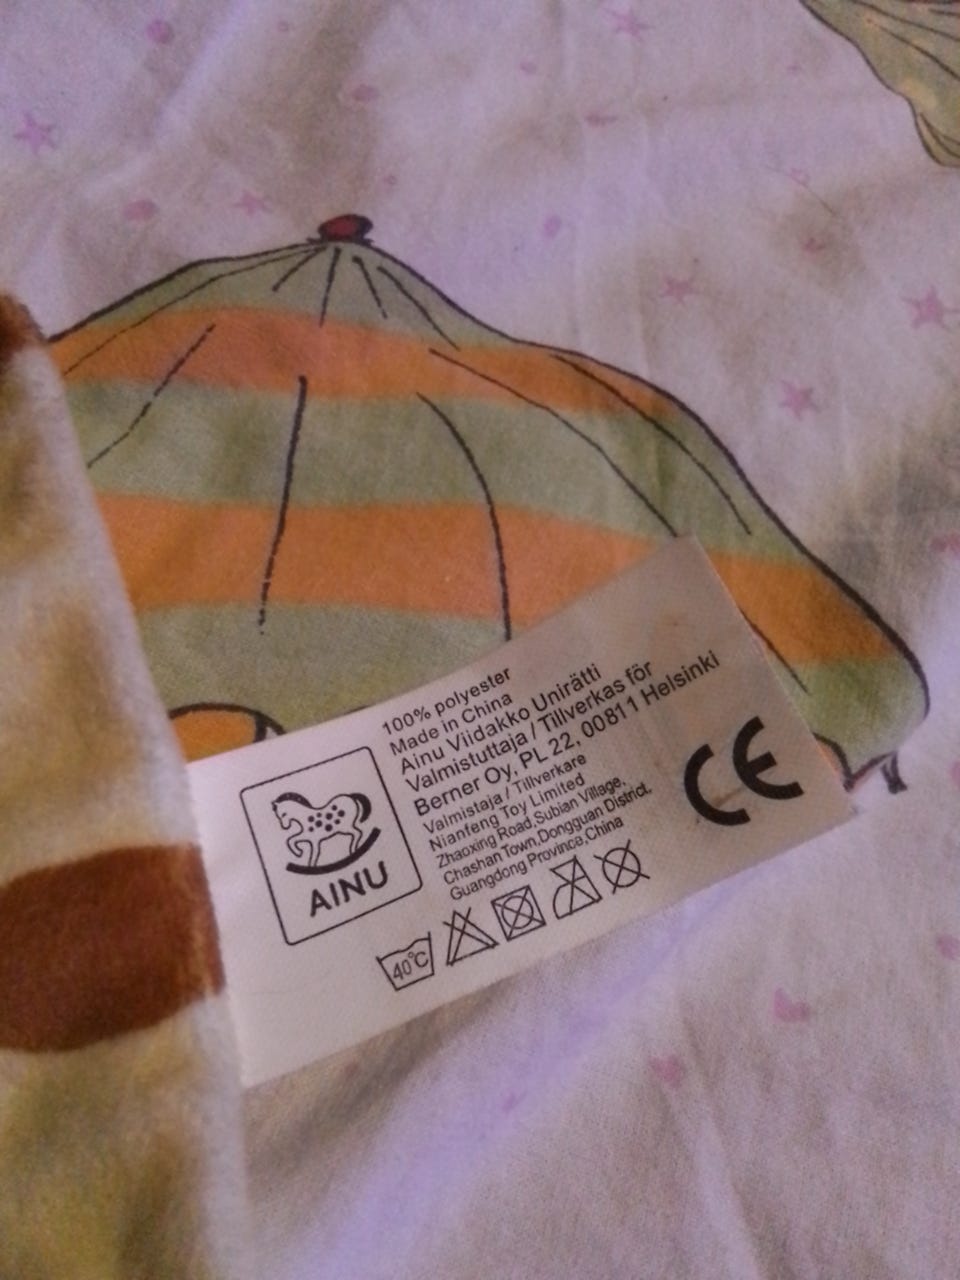 100% polyester
Made in China
Ainu Viidakko Unirätti
Valmistuttaja / Tillverkas för
Berner Oy, PL 22, 00811 Helsinki
Valmistaja / Tillverkare
Nianfeng Toy Limited
Zhaoxing Road,Subian Village,
Chashan Town,Dongguan District,
Guangdong Province,China
AINU
40°C
CE